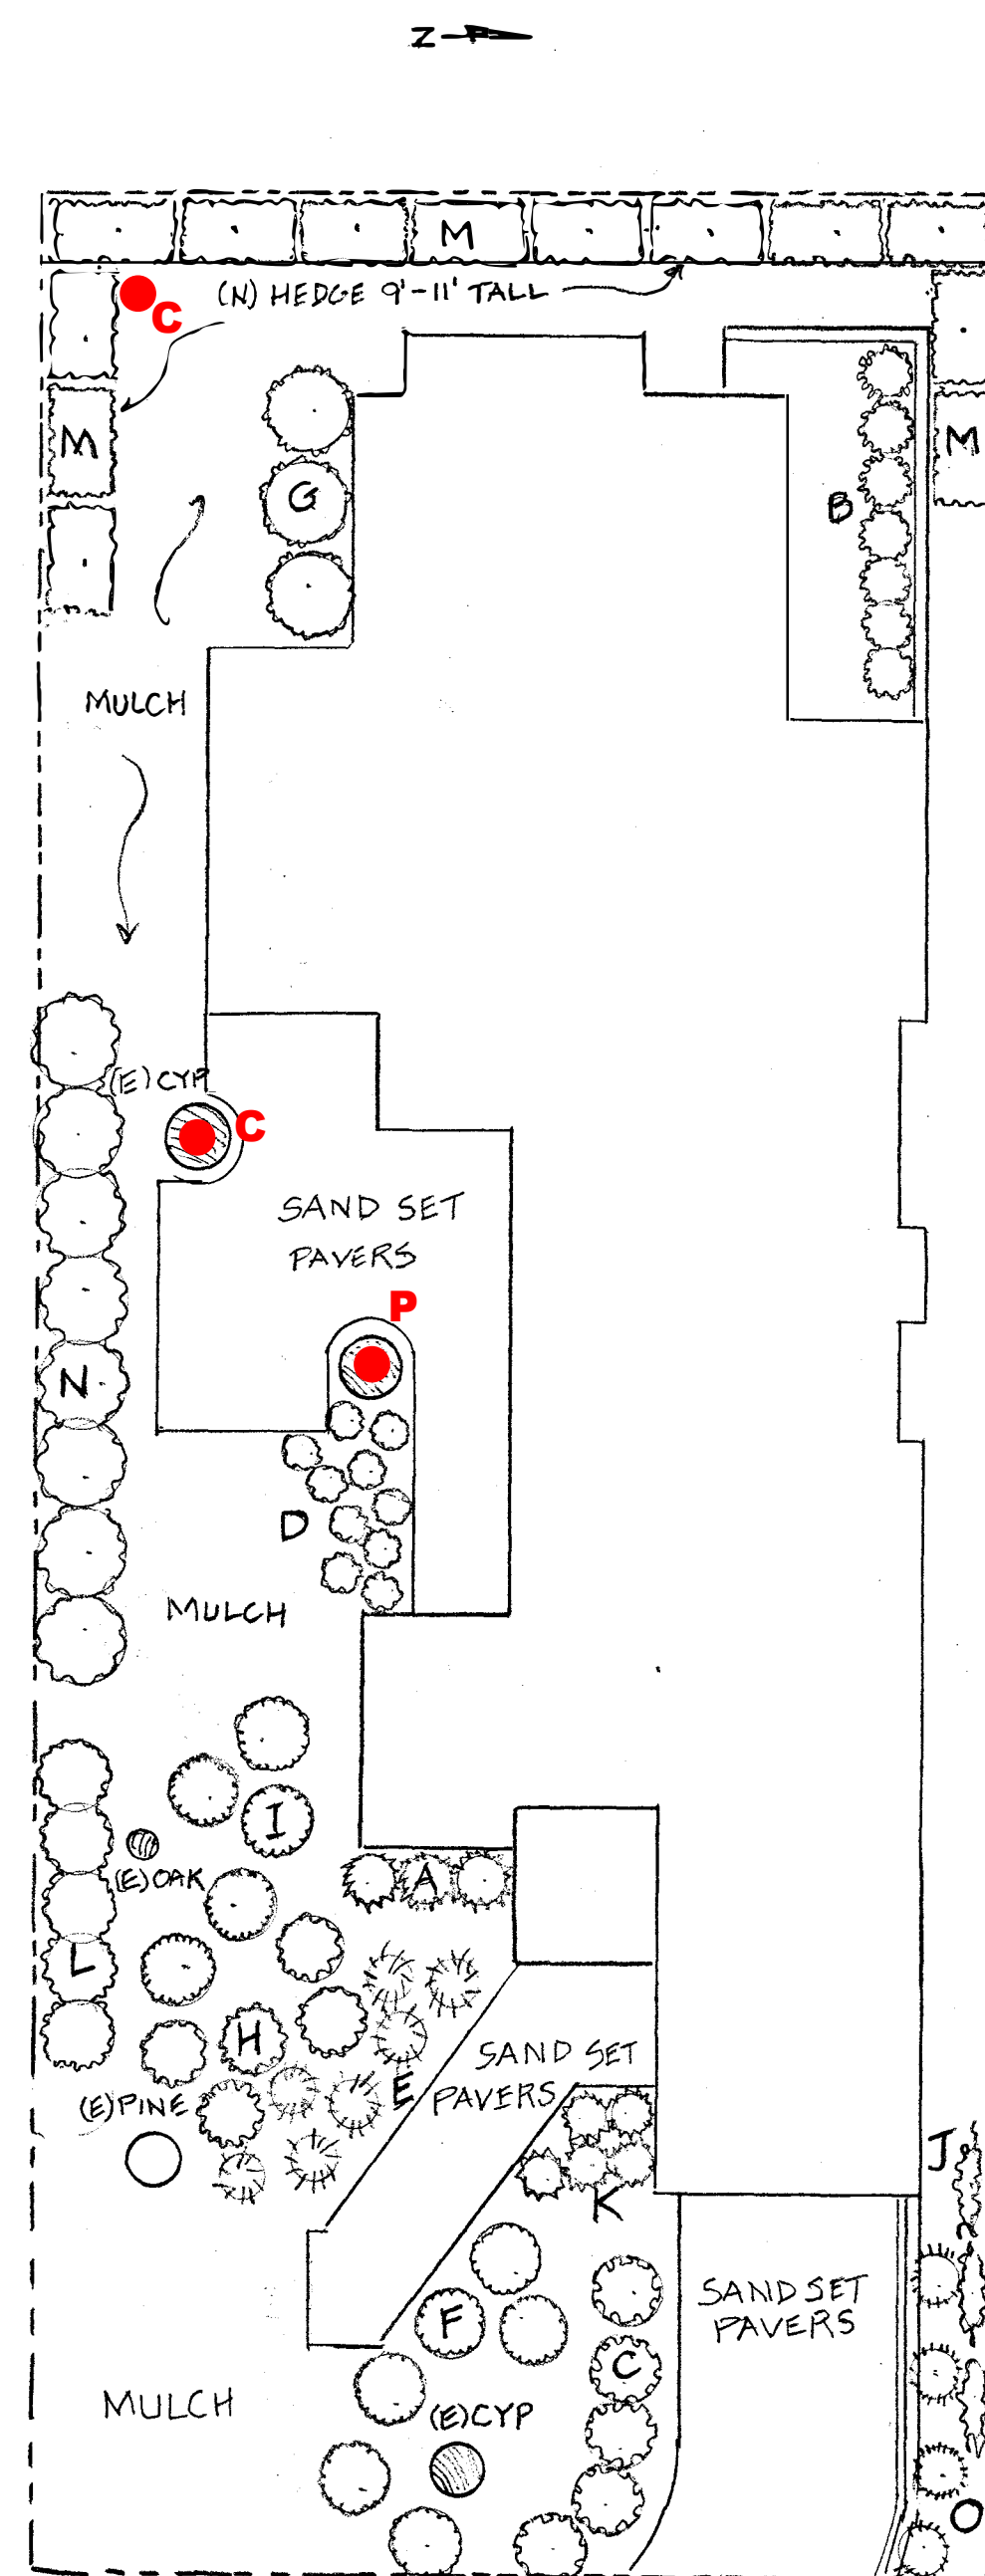 N
M
(N) HEDGE 9'-11' TALL
C
M
G
B
M
MULCH
(E) CYP
C
SAND SET
PAVERS
P
N
D
MULCH
I
(E) OAK
A
L
H
SAND SET
PAVERS
E
(E) PINE
J
K
SAND SET
PAVERS
F
C
MULCH
(E) CYP
O